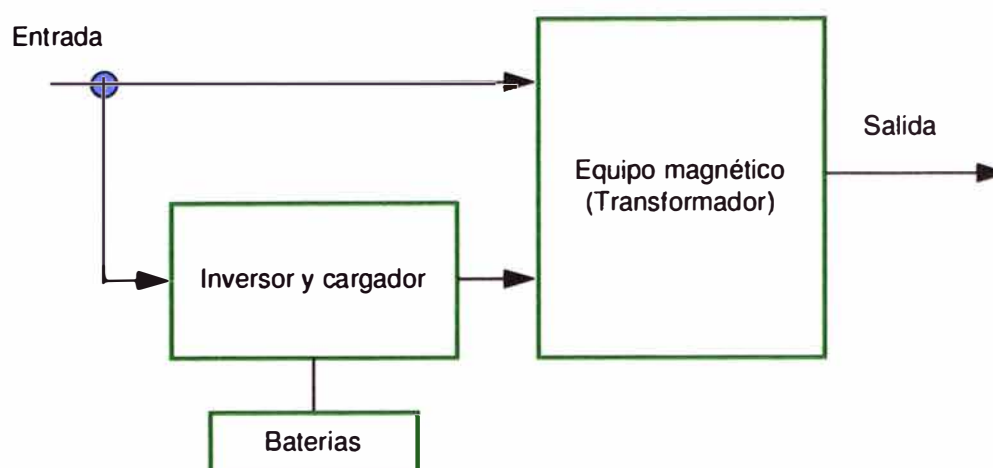 Entrada
Salida
Equipo magnético
(Transformador)
Inversor y cargador
Baterias